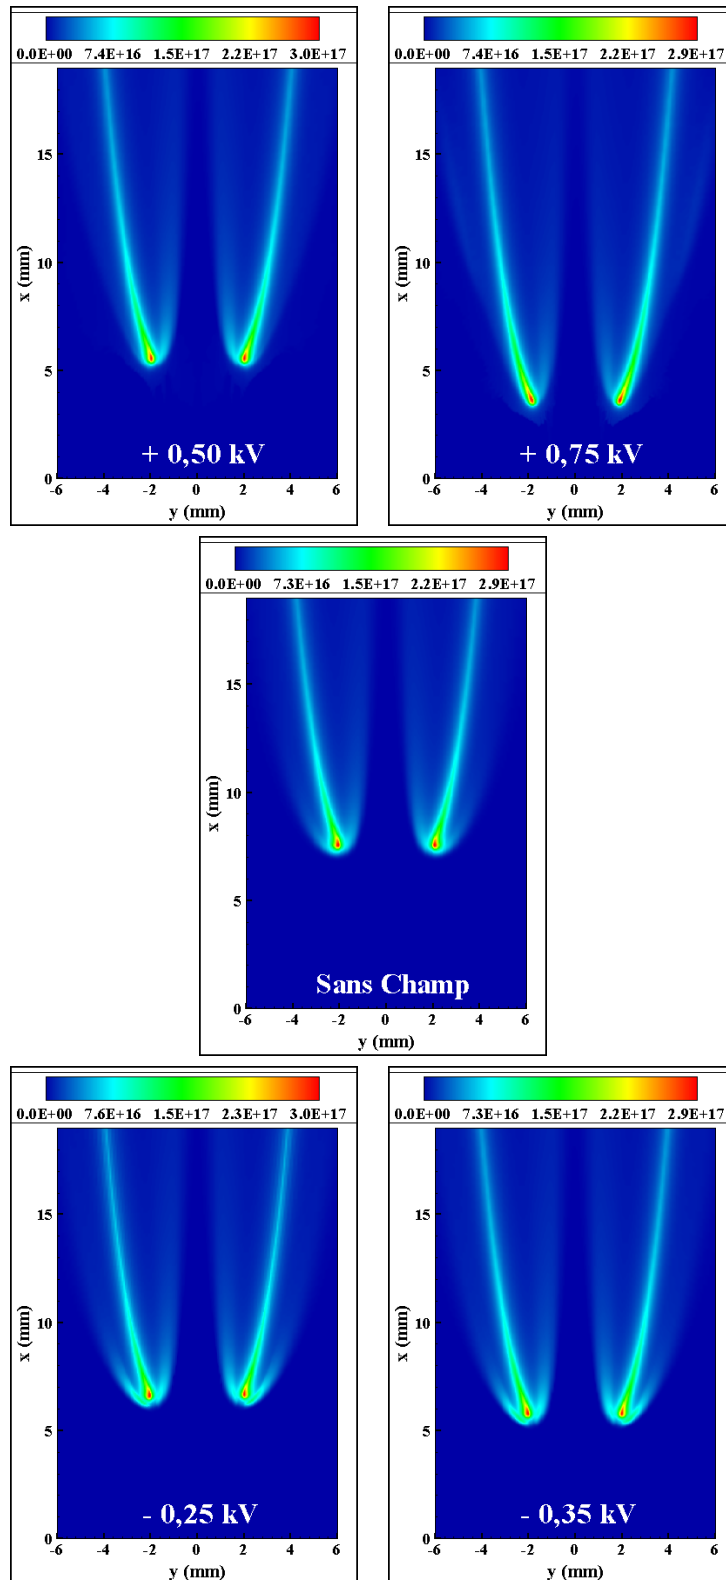 0.0E+00 7.4E+16 1.5E+17 2.2E+17 3.0E+17
15
10
5
0
x (mm)
+ 0,50 kV
-6 -4 -2 0 2 4 6
y (mm)
0.0E+00 7.4E+16 1.5E+17 2.2E+17 2.9E+17
15
10
5
0
x (mm)
+ 0,75 kV
-6 -4 -2 0 2 4 6
y (mm)
0.0E+00 7.3E+16 1.5E+17 2.2E+17 2.9E+17
15
10
5
0
x (mm)
Sans Champ
-6 -4 -2 0 2 4 6
y (mm)
0.0E+00 7.6E+16 1.5E+17 2.3E+17 3.0E+17
15
10
5
0
x (mm)
- 0,25 kV
-6 -4 -2 0 2 4 6
y (mm)
0.0E+00 7.3E+16 1.5E+17 2.2E+17 2.9E+17
15
10
5
0
x (mm)
- 0,35 kV
-6 -4 -2 0 2 4 6
y (mm)